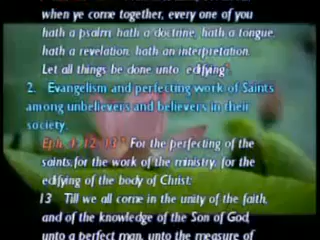 when ye come together, every one of you
hath a psalm, hath a doctrine, hath a tongue,
hath a revelation, hath an interpretation.
Let all things be done unto edifying".
2. Evangelism and perfecting work of Saints
among unbelievers and believers in their
society.
Eph. 4: 12, 13 " For the perfecting of the
saints, for the work of the ministry, for the
edifying of the body of Christ:
13 Till we all come in the unity of the faith,
and of the knowledge of the Son of God,
unto a perfect man, unto the measure of